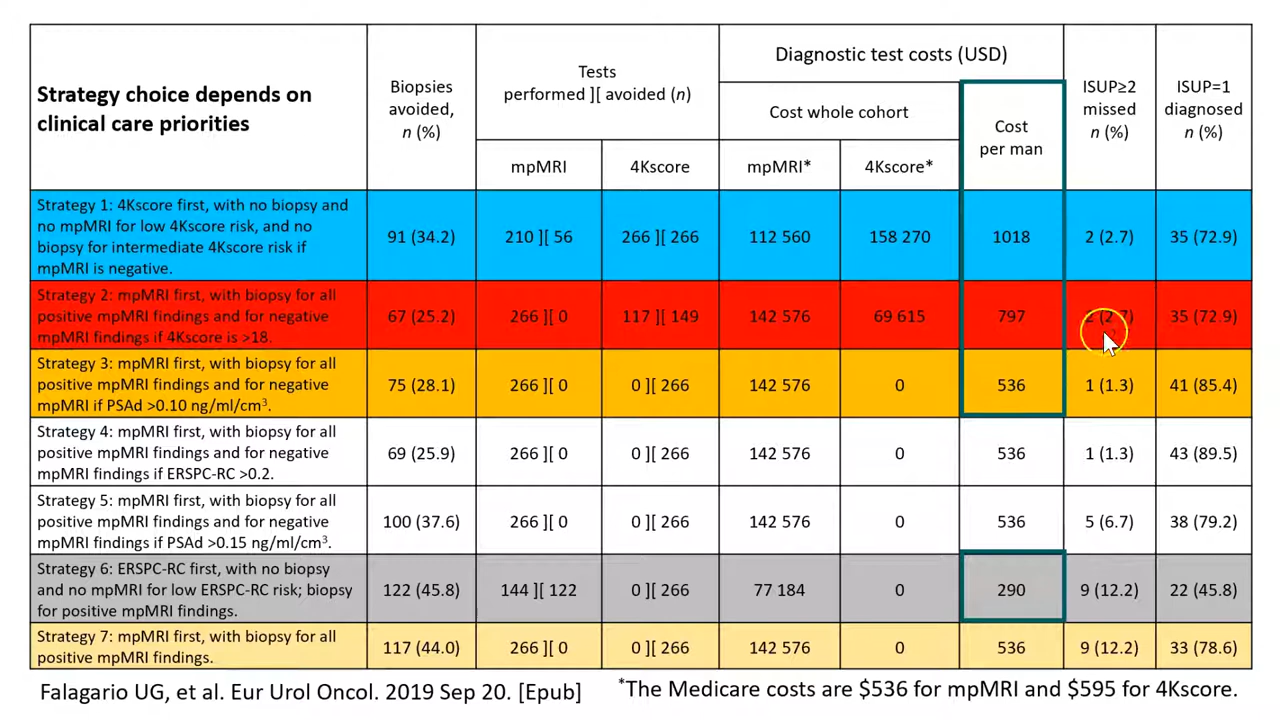 Strategy choice depends on
clinical care priorities
Biopsies
avoided,
n (%)
Tests
performed ][ avoided (n)
mpMRI
4Kscore
Diagnostic test costs (USD)
Cost whole cohort
mpMRI*
4Kscore*
Cost
per man
ISUP≥2
missed
n (%)
ISUP=1
diagnosed
n (%)
Strategy 1: 4Kscore first, with no biopsy and
no mpMRI for low 4Kscore risk, and no
biopsy for intermediate 4Kscore risk if
mpMRI is negative.
91 (34.2)
210 ][ 56
266 ][ 266
112 560
158 270
1018
2 (2.7)
35 (72.9)
Strategy 2: mpMRI first, with biopsy for all
positive mpMRI findings and for negative
mpMRI findings if 4Kscore is >18.
67 (25.2)
266 ][ 0
117 ][ 149
142 576
69 615
797
2 (2.7)
35 (72.9)
Strategy 3: mpMRI first, with biopsy for all
positive mpMRI findings and for negative
mpMRI if PSAd >0.10 ng/ml/cm³.
75 (28.1)
266 ][ 0
0 ][ 266
142 576
0
536
1 (1.3)
41 (85.4)
Strategy 4: mpMRI first, with biopsy for all
positive mpMRI findings and for negative
mpMRI findings if ERSPC-RC >0.2.
69 (25.9)
266 ][ 0
0 ][ 266
142 576
0
536
1 (1.3)
43 (89.5)
Strategy 5: mpMRI first, with biopsy for all
positive mpMRI findings and for negative
mpMRI findings if PSAd >0.15 ng/ml/cm³.
100 (37.6)
266 ][ 0
0 ][ 266
142 576
0
536
5 (6.7)
38 (79.2)
Strategy 6: ERSPC-RC first, with no biopsy
and no mpMRI for low ERSPC-RC risk; biopsy
for positive mpMRI findings.
122 (45.8)
144 ][ 122
0 ][ 266
77 184
0
290
9 (12.2)
22 (45.8)
Strategy 7: mpMRI first, with biopsy for all
positive mpMRI findings.
117 (44.0)
266 ][ 0
0 ][ 266
142 576
0
536
9 (12.2)
33 (78.6)
Falagario UG, et al. Eur Urol Oncol. 2019 Sep 20. [Epub]
*The Medicare costs are $536 for mpMRI and $595 for 4Kscore.